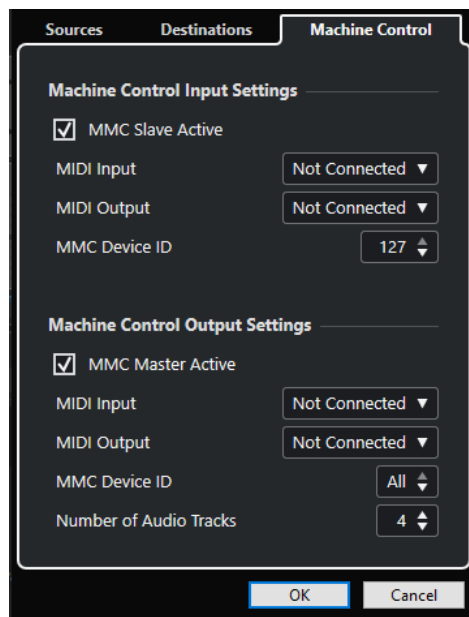 Sources Destinations Machine Control
Machine Control Input Settings
MMC Slave Active
MIDI Input Not Connected
MIDI Output Not Connected
MMC Device ID 127
Machine Control Output Settings
MMC Master Active
MIDI Input Not Connected
MIDI Output Not Connected
MMC Device ID All
Number of Audio Tracks 4
OK Cancel